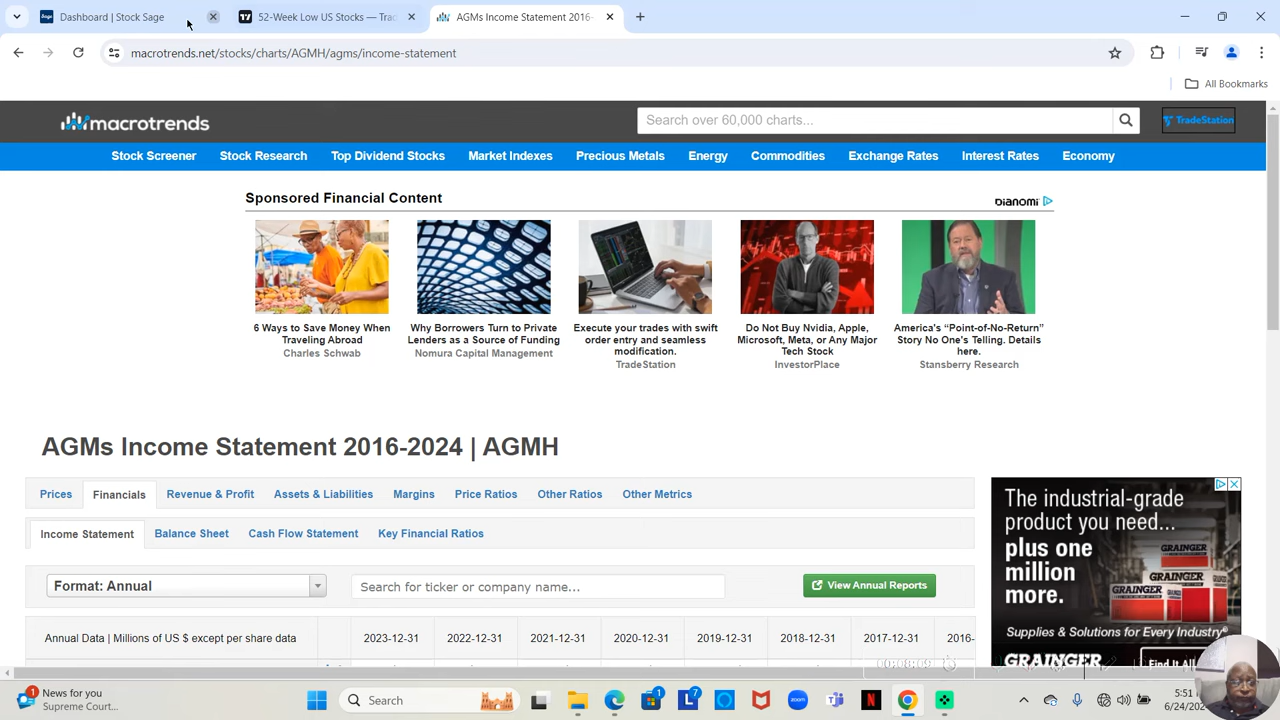 Dashboard | Stock Sage
52-Week Low US Stocks — Trad
AGMs Income Statement 2016-
macrotrends.net/stocks/charts/AGMH/agms/income-statement
All Bookmarks
macrotrends
Search over 60,000 charts...
TradeStation
Stock Screener
Stock Research
Top Dividend Stocks
Market Indexes
Precious Metals
Energy
Commodities
Exchange Rates
Interest Rates
Economy
Sponsored Financial Content
DIANOMI
6 Ways to Save Money When
Traveling Abroad
Charles Schwab
Why Borrowers Turn to Private
Lenders as a Source of Funding
Nomura Capital Management
Execute your trades with swift
order entry and seamless
modification.
TradeStation
Do Not Buy Nvidia, Apple,
Microsoft, Meta, or Any Major
Tech Stock
InvestorPlace
America's “Point-of-No-Return”
Story No One's Telling. Details
here.
Stansberry Research
AGMs Income Statement 2016-2024 | AGMH
Prices
Financials
Revenue & Profit
Assets & Liabilities
Margins
Price Ratios
Other Ratios
Other Metrics
Income Statement
Balance Sheet
Cash Flow Statement
Key Financial Ratios
Format: Annual
Search for ticker or company name...
View Annual Reports
Annual Data | Millions of US $ except per share data
2023-12-31
2022-12-31
2021-12-31
2020-12-31
2019-12-31
2018-12-31
2017-12-31
2016-
The industrial-grade
product you need...
plus one
million
more.
GRAINGER
Supplies & Solutions for Every Industry®
GRAINGER
Find It All
00:08:09
News for you
Supreme Court...
Search
5:51
6/24/